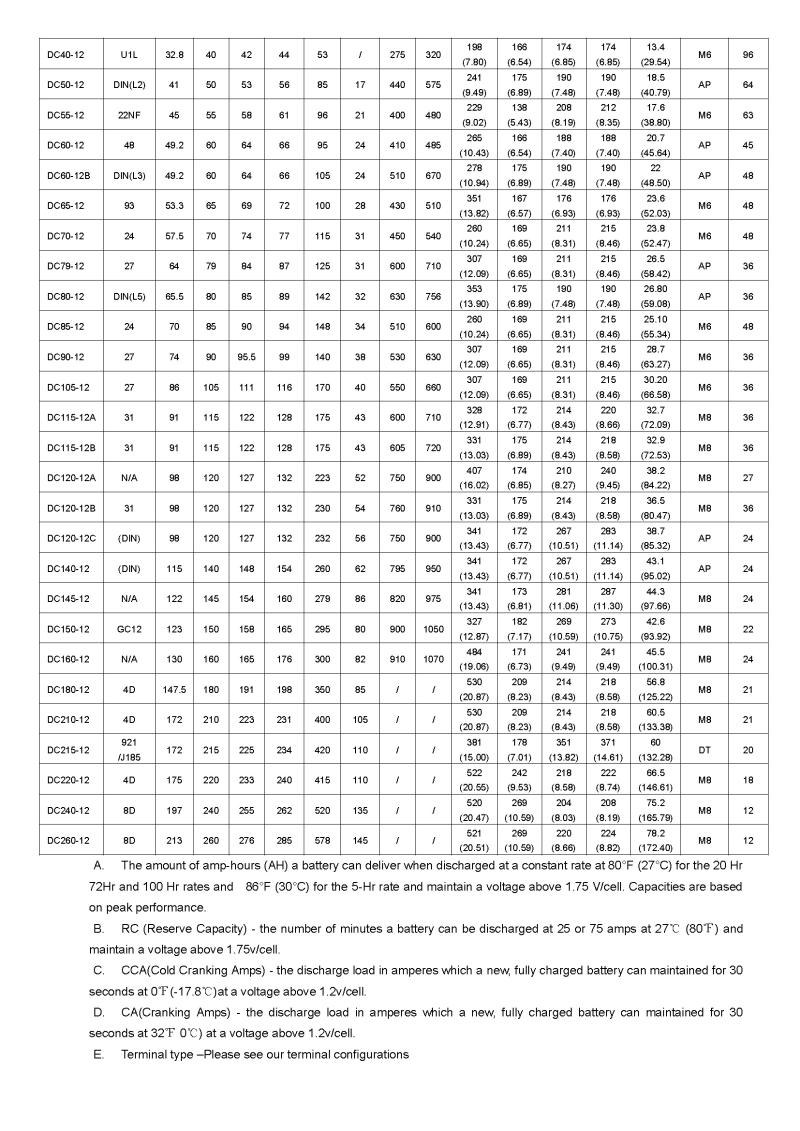 DC40-12 U1L 32.8 40 42 44 53 / 275 320 198 (7.80) 166 (6.54) 174 (6.85) 174 (6.85) 13.4 (29.54) M6 96
DC50-12 DIN(L2) 41 50 53 56 85 17 440 575 241 (9.49) 175 (6.89) 190 (7.48) 190 (7.48) 18.5 (40.79) AP 64
DC55-12 22NF 45 55 58 61 96 21 400 480 229 (9.02) 138 (5.43) 208 (8.19) 212 (8.35) 17.6 (38.80) M6 63
DC60-12 48 49.2 60 64 66 95 24 410 485 265 (10.43) 166 (6.54) 188 (7.40) 188 (7.40) 20.7 (45.64) AP 45
DC60-12B DIN(L3) 49.2 60 64 66 105 24 510 670 278 (10.94) 175 (6.89) 190 (7.48) 190 (7.48) 22 (48.50) AP 48
DC65-12 93 53.3 65 69 72 100 28 430 510 351 (13.82) 167 (6.57) 176 (6.93) 176 (6.93) 23.6 (52.03) M6 48
DC70-12 24 57.5 70 74 77 115 31 450 540 260 (10.24) 169 (6.65) 211 (8.31) 215 (8.46) 23.8 (52.47) M6 48
DC79-12 27 64 79 84 87 125 31 600 710 307 (12.09) 169 (6.65) 211 (8.31) 215 (8.46) 26.5 (58.42) AP 36
DC80-12 DIN(L5) 65.5 80 85 89 142 32 630 756 353 (13.90) 175 (6.89) 190 (7.48) 190 (7.48) 26.80 (59.08) AP 36
DC85-12 24 70 85 90 94 148 34 510 600 260 (10.24) 169 (6.65) 211 (8.31) 215 (8.46) 25.10 (55.34) M6 48
DC90-12 27 74 90 95.5 99 140 38 530 630 307 (12.09) 169 (6.65) 211 (8.31) 215 (8.46) 28.7 (63.27) M6 36
DC105-12 27 86 105 111 116 170 40 550 660 307 (12.09) 169 (6.65) 211 (8.31) 215 (8.46) 30.20 (66.58) M6 36
DC115-12A 31 91 115 122 128 175 43 600 710 328 (12.91) 172 (6.77) 214 (8.43) 220 (8.66) 32.7 (72.09) M8 36
DC115-12B 31 91 115 122 128 175 43 605 720 331 (13.03) 175 (6.89) 214 (8.43) 218 (8.58) 32.9 (72.53) M8 36
DC120-12A N/A 98 120 127 132 223 52 750 900 407 (16.02) 174 (6.85) 210 (8.27) 240 (9.45) 38.2 (84.22) M8 27
DC120-12B 31 98 120 127 132 230 54 760 910 331 (13.03) 175 (6.89) 214 (8.43) 218 (8.58) 36.5 (80.47) M8 36
DC120-12C (DIN) 98 120 127 132 232 56 750 900 341 (13.43) 172 (6.77) 267 (10.51) 283 (11.14) 38.7 (85.32) AP 24
DC140-12 (DIN) 115 140 148 154 260 62 795 950 341 (13.43) 172 (6.77) 267 (10.51) 283 (11.14) 43.1 (95.02) AP 24
DC145-12 N/A 122 145 154 160 279 86 820 975 341 (13.43) 173 (6.81) 281 (11.06) 287 (11.30) 44.3 (97.66) M8 24
DC150-12 GC12 123 150 158 165 295 80 900 1050 327 (12.87) 182 (7.17) 269 (10.59) 273 (10.75) 42.6 (93.92) M8 22
DC160-12 N/A 130 160 165 176 300 82 910 1070 484 (19.06) 171 (6.73) 241 (9.49) 241 (9.49) 45.5 (100.31) M8 24
DC180-12 4D 147.5 180 191 198 350 85 / / 530 (20.87) 209 (8.23) 214 (8.43) 218 (8.58) 56.8 (125.22) M8 21
DC210-12 4D 172 210 223 231 400 105 / / 530 (20.87) 209 (8.23) 214 (8.43) 218 (8.58) 60.5 (133.38) M8 21
DC215-12 921 /J185 172 215 225 234 420 110 / / 381 (15.00) 178 (7.01) 351 (13.82) 371 (14.61) 60 (132.28) DT 20
DC220-12 4D 175 220 233 240 415 110 / / 522 (20.55) 242 (9.53) 218 (8.58) 222 (8.74) 66.5 (146.61) M8 18
DC240-12 8D 197 240 255 262 520 135 / / 520 (20.47) 269 (10.59) 204 (8.03) 208 (8.19) 75.2 (165.79) M8 12
DC260-12 8D 213 260 276 285 578 145 / / 521 (20.51) 269 (10.59) 220 (8.66) 224 (8.82) 78.2 (172.40) M8 12
A. The amount of amp-hours (AH) a battery can deliver when discharged at a constant rate at 80°F (27°C) for the 20 Hr
72Hr and 100 Hr rates and 86°F (30°C) for the 5-Hr rate and maintain a voltage above 1.75 V/cell. Capacities are based
on peak performance.
B. RC (Reserve Capacity) - the number of minutes a battery can be discharged at 25 or 75 amps at 27℃ (80℉) and
maintain a voltage above 1.75v/cell.
C. CCA(Cold Cranking Amps) - the discharge load in amperes which a new, fully charged battery can maintained for 30
seconds at 0℉(-17.8℃)at a voltage above 1.2v/cell.
D. CA(Cranking Amps) - the discharge load in amperes which a new, fully charged battery can maintained for 30
seconds at 32℉ 0℃) at a voltage above 1.2v/cell.
E. Terminal type –Please see our terminal configurations